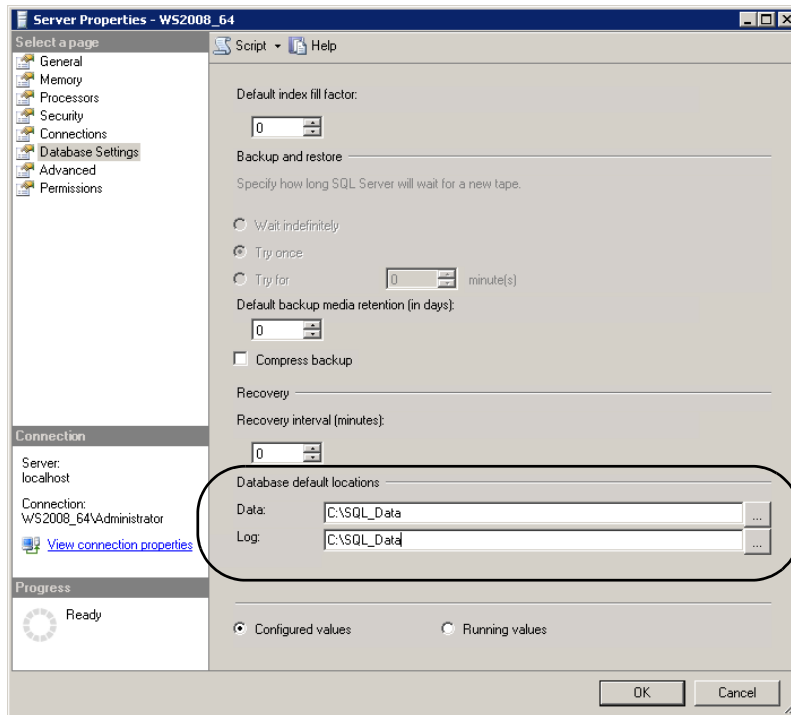 Server Properties - WS2008_64
Select a page
General
Memory
Processors
Security
Connections
Database Settings
Advanced
Permissions
Connection
Server:
localhost
Connection:
WS2008_64\Administrator
View connection properties
Progress
Ready
Script Help
Default index fill factor:
0
Backup and restore
Specify how long SQL Server will wait for a new tape.
Wait indefinitely
Try once
Try for 0 minute(s)
Default backup media retention (in days):
0
Compress backup
Recovery
Recovery interval (minutes):
0
Database default locations
Data: C:\SQL_Data ...
Log: C:\SQL_Data ...
Configured values Running values
OK Cancel